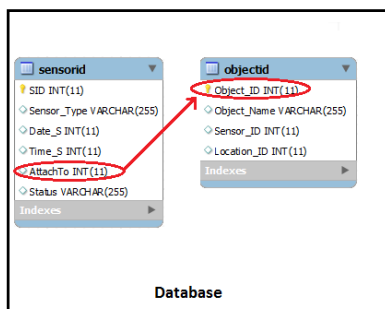 sensorid
SID INT(11)
Sensor_Type VARCHAR(255)
Date_S INT(11)
Time_S INT(11)
AttachTo INT(11)
Status VARCHAR(255)
Indexes
objectid
Object_ID INT(11)
Object_Name VARCHAR(255)
Sensor_ID INT(11)
Location_ID INT(11)
Indexes
Database